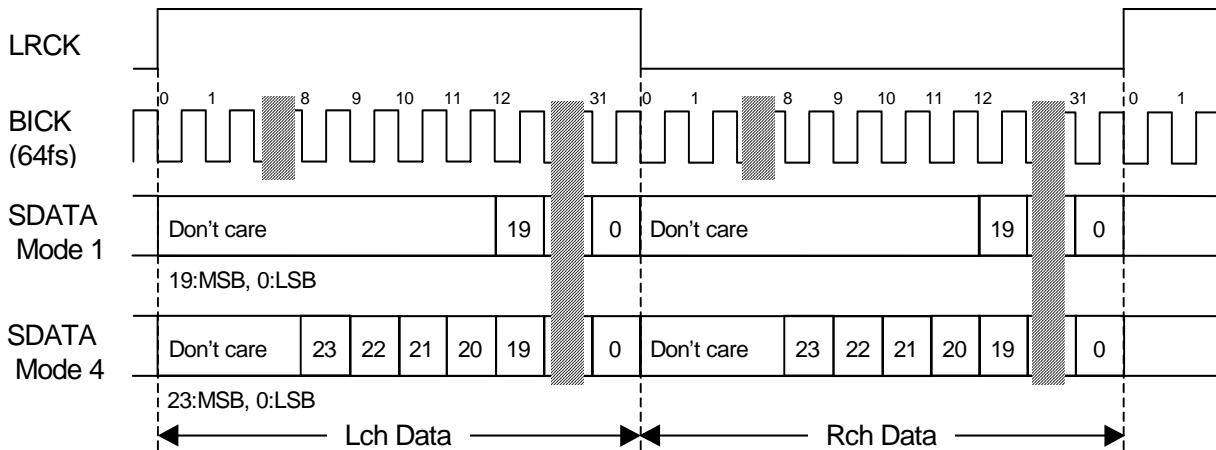 LRCK
0 1 8 9 10 11 12 31 0 1 8 9 10 11 12 31 0 1
BICK
(64fs)
SDATA
Mode 1
Don't care 19 0 Don't care 19 0
19:MSB, 0:LSB
SDATA
Mode 4
Don't care 23 22 21 20 19 0 Don't care 23 22 21 20 19 0
23:MSB, 0:LSB
Lch Data Rch Data